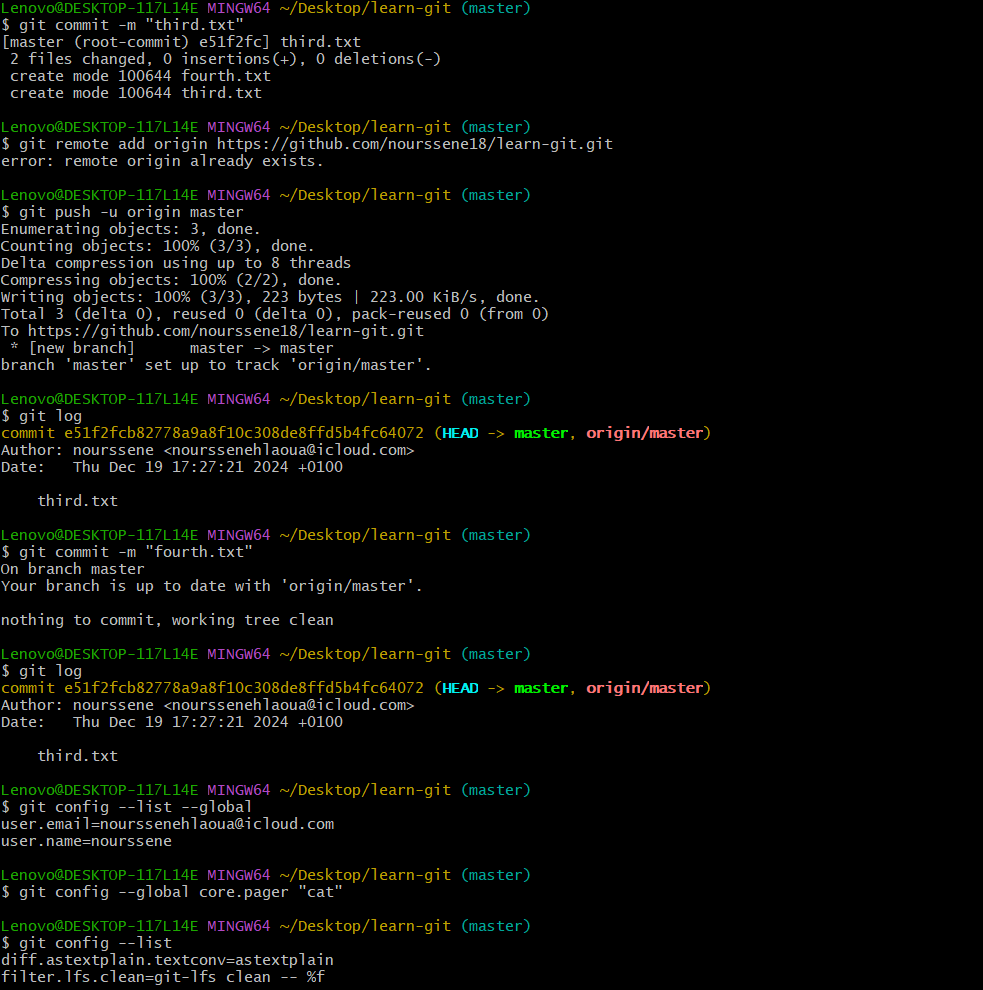 Lenovo@DESKTOP-117L14E MINGW64 ~/Desktop/learn-git (master)
$ git commit -m "third.txt"
[master (root-commit) e51f2fc] third.txt
 2 files changed, 0 insertions(+), 0 deletions(-)
 create mode 100644 fourth.txt
 create mode 100644 third.txt

Lenovo@DESKTOP-117L14E MINGW64 ~/Desktop/learn-git (master)
$ git remote add origin https://github.com/nourssene18/learn-git.git
error: remote origin already exists.

Lenovo@DESKTOP-117L14E MINGW64 ~/Desktop/learn-git (master)
$ git push -u origin master
Enumerating objects: 3, done.
Counting objects: 100% (3/3), done.
Delta compression using up to 8 threads
Compressing objects: 100% (2/2), done.
Writing objects: 100% (3/3), 223 bytes | 223.00 KiB/s, done.
Total 3 (delta 0), reused 0 (delta 0), pack-reused 0 (from 0)
To https://github.com/nourssene18/learn-git.git
 * [new branch]      master -> master
branch 'master' set up to track 'origin/master'.

Lenovo@DESKTOP-117L14E MINGW64 ~/Desktop/learn-git (master)
$ git log
commit e51f2fcb82778a9a8f10c308de8ffd5b4fc64072 (HEAD -> master, origin/master)
Author: nourssene <nourssenehlaoua@icloud.com>
Date:   Thu Dec 19 17:27:21 2024 +0100

    third.txt

Lenovo@DESKTOP-117L14E MINGW64 ~/Desktop/learn-git (master)
$ git commit -m "fourth.txt"
On branch master
Your branch is up to date with 'origin/master'.

nothing to commit, working tree clean

Lenovo@DESKTOP-117L14E MINGW64 ~/Desktop/learn-git (master)
$ git log
commit e51f2fcb82778a9a8f10c308de8ffd5b4fc64072 (HEAD -> master, origin/master)
Author: nourssene <nourssenehlaoua@icloud.com>
Date:   Thu Dec 19 17:27:21 2024 +0100

    third.txt

Lenovo@DESKTOP-117L14E MINGW64 ~/Desktop/learn-git (master)
$ git config --list --global
user.email=nourssenehlaoua@icloud.com
user.name=nourssene

Lenovo@DESKTOP-117L14E MINGW64 ~/Desktop/learn-git (master)
$ git config --global core.pager "cat"

Lenovo@DESKTOP-117L14E MINGW64 ~/Desktop/learn-git (master)
$ git config --list
diff.astextplain.textconv=astextplain
filter.lfs.clean=git-lfs clean -- %f